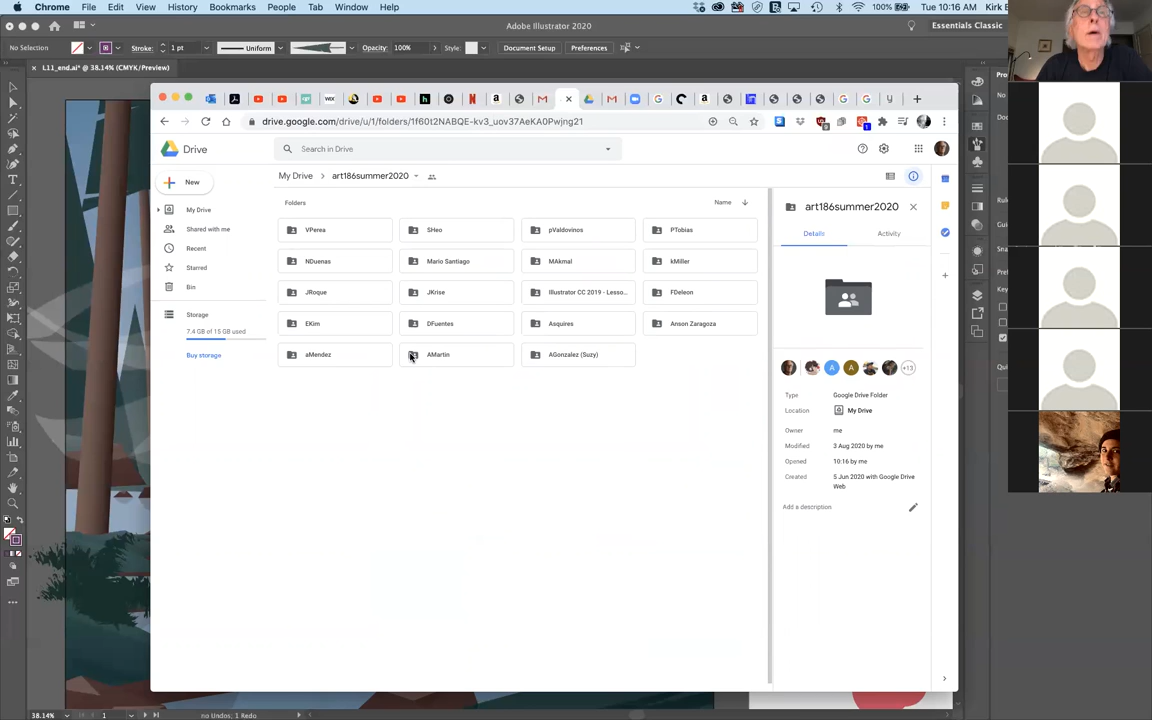 Chrome File Edit View History Bookmarks People Tab Window Help 100% Tue 10:16 AM Kirk B
Adobe Illustrator 2020 Essentials Classic
No Selection Stroke: 1 pt Uniform Opacity: 100% Style: Document Setup Preferences
L11_end.ai* @ 38.14% (CMYK/Preview)
drive.google.com/drive/u/1/folders/1f60t2NABQE-kv3_uov37AeKA0Pwjng21
Drive Search in Drive
New My Drive art186summer2020
Folders Name art186summer2020
My Drive VPerea SHeo pValdovinos PTobias
Shared with me Details Activity
Recent NDuenas Mario Santiago MAkmal kMiller
Starred
Bin JRoque JKrise Illustrator CC 2019 - Lesso... FDeleon
Storage EKim DFuentes Asquires Anson Zaragoza
7.4 GB of 15 GB used
Buy storage aMendez AMartin AGonzalez (Suzy)
A A +13
Type Google Drive Folder
Location My Drive
Owner me
Modified 2 Aug 2020 by me
Opened 10:16 by me
Created 5 Jun 2020 with Google Drive
Web
Add a description
38.14% 1 no Undos: 1 Redo